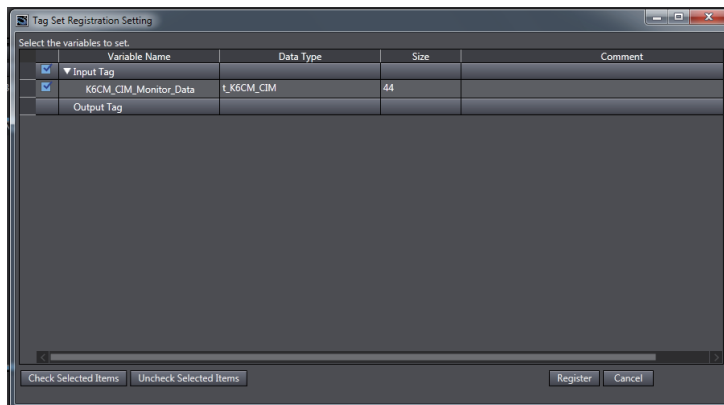 Tag Set Registration Setting
Select the variables to set.
Variable Name Data Type Size Comment
Input Tag
K6CM_CIM_Monitor_Data t_K6CM_CIM 44
Output Tag
Check Selected Items Uncheck Selected Items Register Cancel